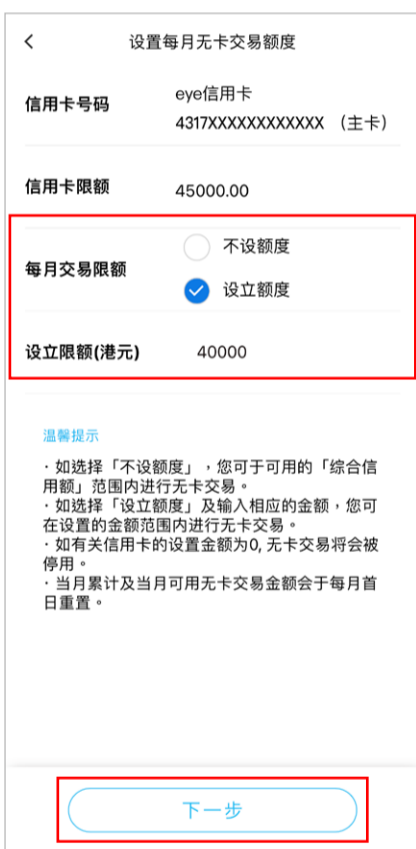 设置每月无卡交易额度
信用卡号码
eye信用卡
4317XXXXXXXXXXXX （主卡）
信用卡限额
45000.00
每月交易限额
不设额度
设立额度
设立限额(港元)
40000
温馨提示
·如选择「不设额度」，您可于可用的「综合信
用额」范围内进行无卡交易。
·如选择「设立额度」及输入相应的金额，您可
在设置的金额范围内进行无卡交易。
·如有关信用卡的设置金额为0, 无卡交易将会被
停用。
·当月累计及当月可用无卡交易金额会于每月首
日重置。
下一步